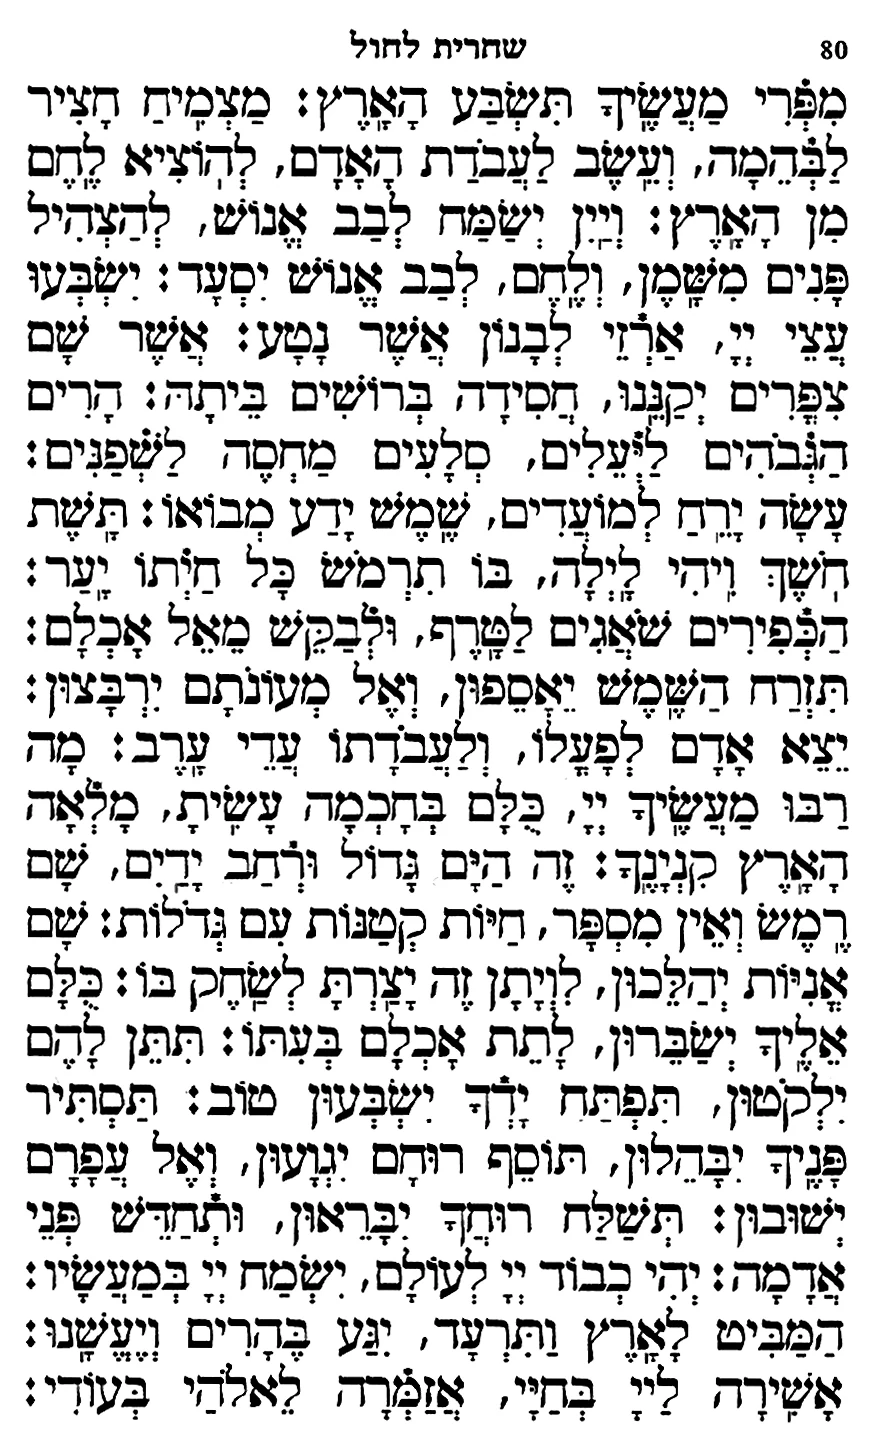 80 שחרית לחול
מִפְּרִי מַעֲשֶׂיךָ תִּשְׂבַּע הָאָרֶץ: מַצְמִיחַ חָצִיר
לַבְּהֵמָה, וְעֵשֶׂב לַעֲבֹדַת הָאָדָם, לְהוֹצִיא לֶחֶם
מִן הָאָרֶץ: וְיַיִן יְשַׂמַּח לְבַב אֱנוֹשׁ, לְהַצְהִיל
פָּנִים מִשָּׁמֶן, וְלֶחֶם, לְבַב אֱנוֹשׁ יִסְעָד: יִשְׂבְּעוּ
עֲצֵי יְיָ, אַרְזֵי לְבָנוֹן אֲשֶׁר נָטָע: אֲשֶׁר שָׁם
צִפֳּרִים יְקַנֵּנוּ, חֲסִידָה בְּרוֹשִׁים בֵּיתָהּ: הָרִים
הַגְּבֹהִים לַיְּעֵלִים, סְלָעִים מַחְסֶה לַשְׁפַנִּים:
עָשָׂה יָרֵחַ לְמוֹעֲדִים, שֶׁמֶשׁ יָדַע מְבוֹאוֹ: תָּשֶׁת
חֹשֶׁךְ וִיהִי לָיְלָה, בּוֹ תִרְמֹשׂ כָּל חַיְתוֹ יָעַר:
הַכְּפִירִים שֹׁאֲגִים לַטָּרֶף, וּלְבַקֵּשׁ מֵאֵל אָכְלָם:
תִּזְרַח הַשֶּׁמֶשׁ יֵאָסֵפוּן, וְאֶל מְעוֹנֹתָם יִרְבָּצוּן:
יֵצֵא אָדָם לְפָעֳלוֹ, וְלַעֲבֹדָתוֹ עֲדֵי עָרֶב: מָה
רַבּוּ מַעֲשֶׂיךָ יְיָ, כֻּלָּם בְּחָכְמָה עָשִׂיתָ, מָלְאָה
הָאָרֶץ קִנְיָנֶךָ: זֶה הַיָּם גָּדוֹל וּרְחַב יָדָיִם, שָׁם
רֶמֶשׂ וְאֵין מִסְפָּר, חַיּוֹת קְטַנּוֹת עִם גְּדֹלוֹת: שָׁם
אֳנִיּוֹת יְהַלֵּכוּן, לִוְיָתָן זֶה יָצַרְתָּ לְשַׂחֶק בּוֹ: כֻּלָּם
אֵלֶיךָ יְשַׂבֵּרוּן, לָתֵת אָכְלָם בְּעִתּוֹ: תִּתֵּן לָהֶם
יִלְקֹטוּן, תִּפְתַּח יָדְךָ יִשְׂבְּעוּן טוֹב: תַּסְתִּיר
פָּנֶיךָ יִבָּהֵלוּן, תּוֹסֵף רוּחָם יִגְוָעוּן, וְאֶל עֲפָרָם
יְשׁוּבוּן: תְּשַׁלַּח רוּחֲךָ יִבָּרֵאוּן, וּתְחַדֵּשׁ פְּנֵי
אֲדָמָה: יְהִי כְבוֹד יְיָ לְעוֹלָם, יִשְׂמַח יְיָ בְּמַעֲשָׂיו:
הַמַּבִּיט לָאָרֶץ וַתִּרְעָד, יִגַּע בֶּהָרִים וְיֶעֱשָׁנוּ:
אָשִׁירָה לַייָ בְּחַיָּי, אֲזַמְּרָה לֵאלֹהַי בְּעוֹדִי: